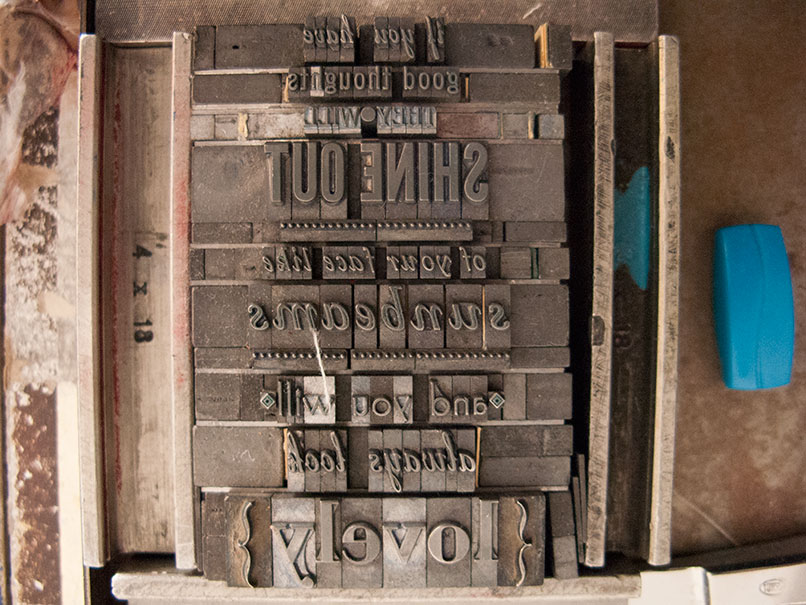 if you have
good thoughts
THEY WILL
SHINE OUT
of your face like
sunbeams
and you will
always look
{lovely}
4 x 18